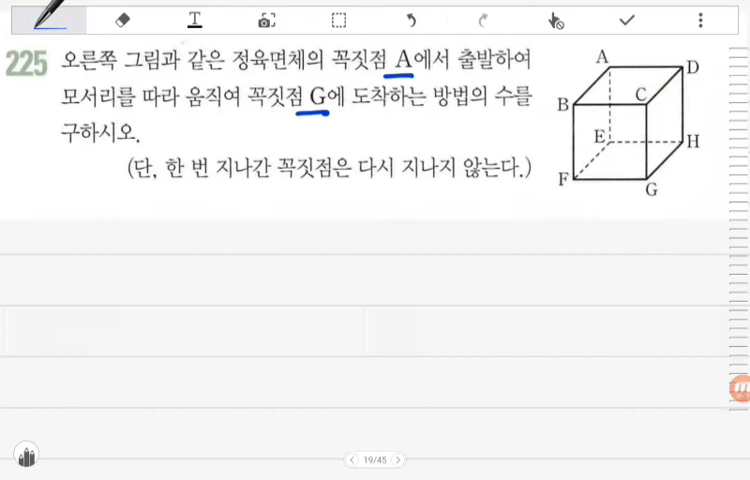 T
225 오른쪽 그림과 같은 정육면체의 꼭짓점 A에서 출발하여
모서리를 따라 움직여 꼭짓점 G에 도착하는 방법의 수를
구하시오.
(단, 한 번 지나간 꼭짓점은 다시 지나지 않는다.)
A
D
B
C
E
H
F
G
19/45